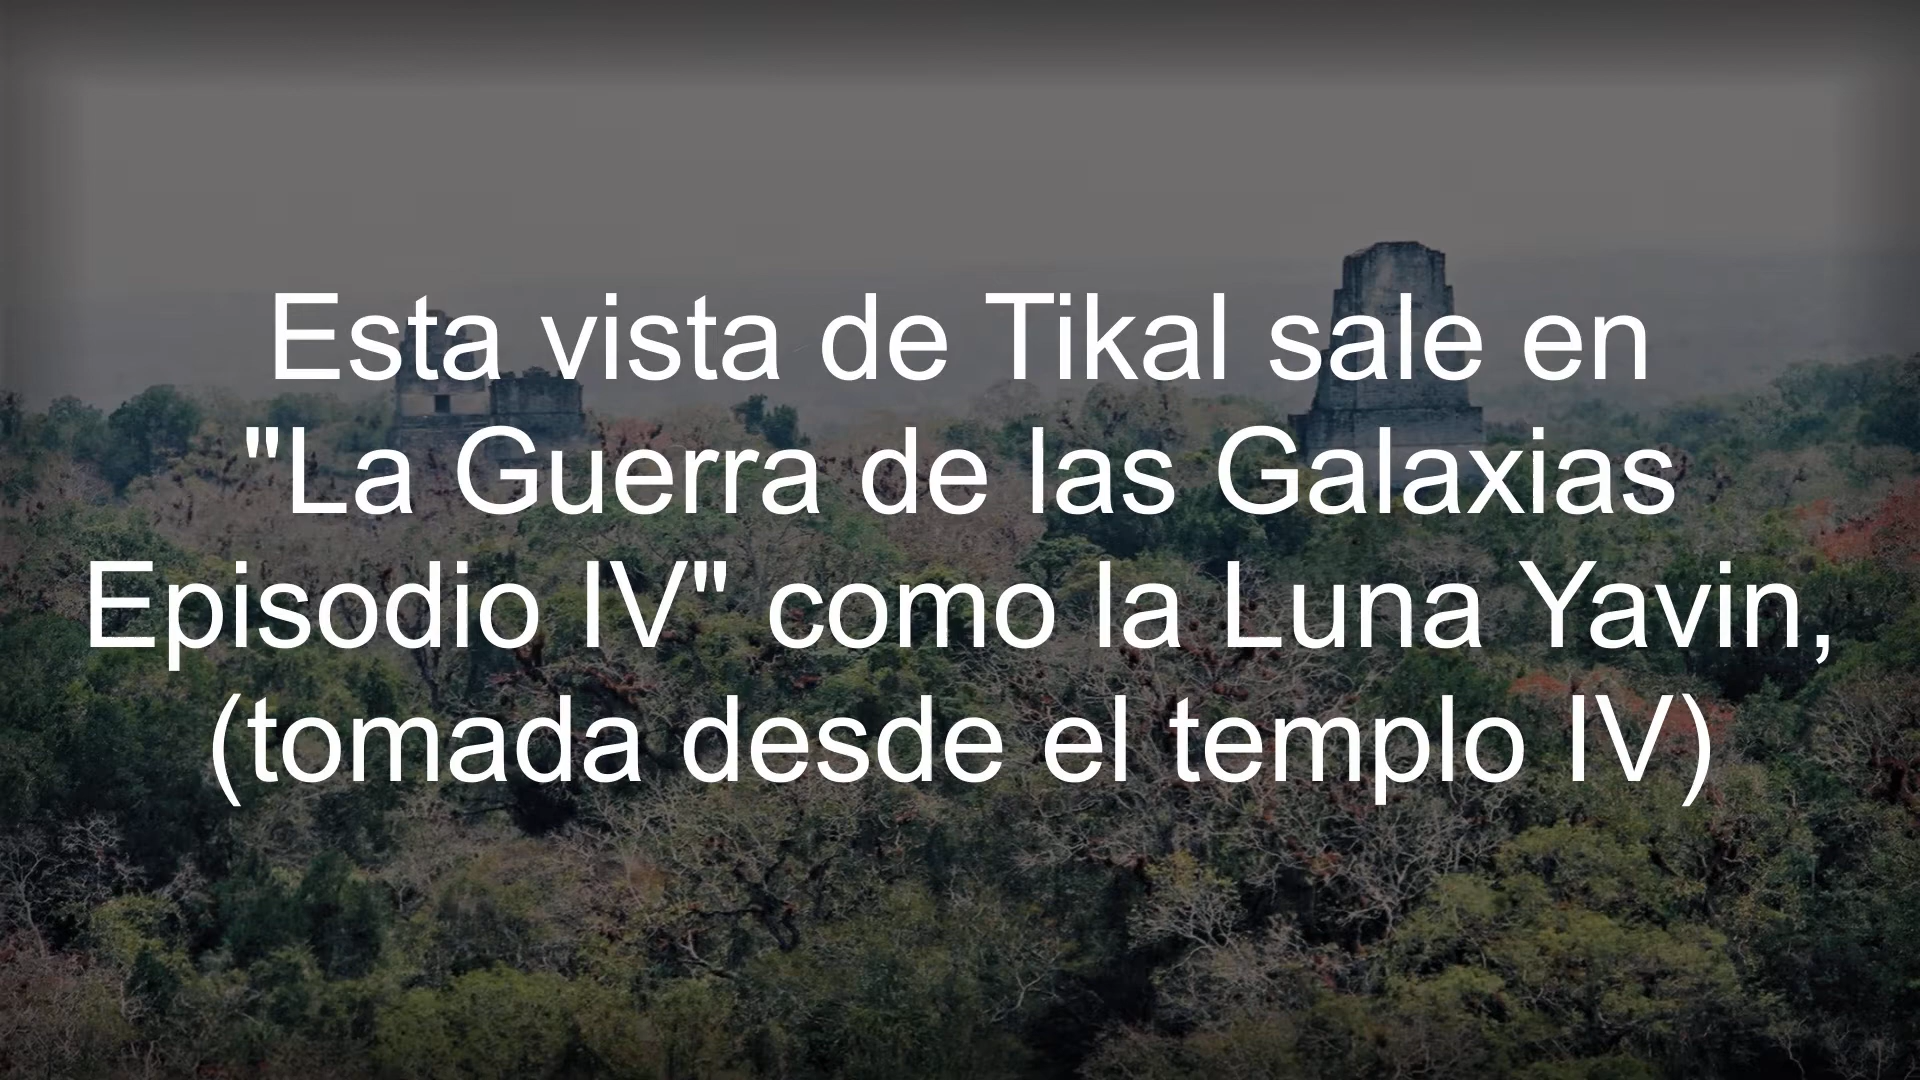 Esta vista de Tikal sale en
"La Guerra de las Galaxias
Episodio IV" como la Luna Yavin,
(tomada desde el templo IV)